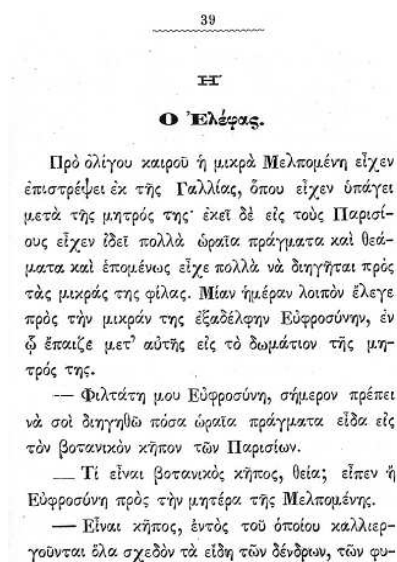 39
Η'
Ο Ἐλέφας.
Πρὸ ὀλίγου καιροῦ ἡ μικρὰ Μελπομένη εἶχεν
ἐπιστρέψει ἐκ τῆς Γαλλίας, ὅπου εἶχεν ὑπάγει
μετὰ τῆς μητρός της· ἐκεῖ δὲ εἰς τοὺς Παρισί-
ους εἶχεν ἰδεῖ πολλὰ ὡραῖα πράγματα καὶ θεά-
ματα καὶ ἑπομένως εἶχε πολλὰ νὰ διηγῆται πρὸς
τὰς μικράς της φίλας. Μίαν ἡμέραν λοιπὸν ἔλεγε
πρὸς τὴν μικράν της ἐξαδέλφην Εὐφροσύνην, ἐν
ᾧ ἔπαιζε μετ' αὐτῆς εἰς τὸ δωμάτιον τῆς μη-
τρός της.
— Φιλτάτη μου Εὐφροσύνη, σήμερον πρέπει
νὰ σοὶ διηγηθῶ πόσα ὡραῖα πράγματα εἶδα εἰς
τὸν βοτανικὸν κῆπον τῶν Παρισίων.
— Τί εἶναι βοτανικὸς κῆπος, θεία; εἶπεν ἡ
Εὐφροσύνη πρὸς τὴν μητέρα τῆς Μελπομένης.
— Εἶναι κῆπος, ἐντὸς τοῦ ὁποίου καλλιερ-
γοῦνται ὅλα σχεδὸν τὰ εἴδη τῶν δένδρων, τῶν φυ-